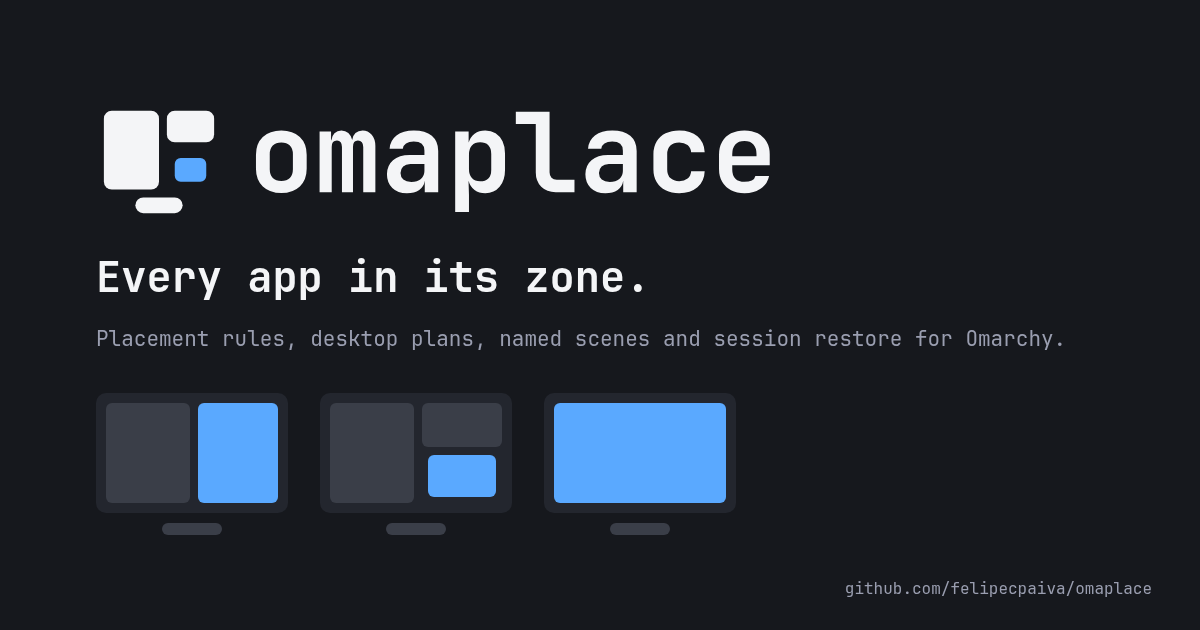 omaplace
Every app in its zone.
Placement rules, desktop plans, named scenes and session restore for Omarchy.
github.com/felipecpaiva/omaplace